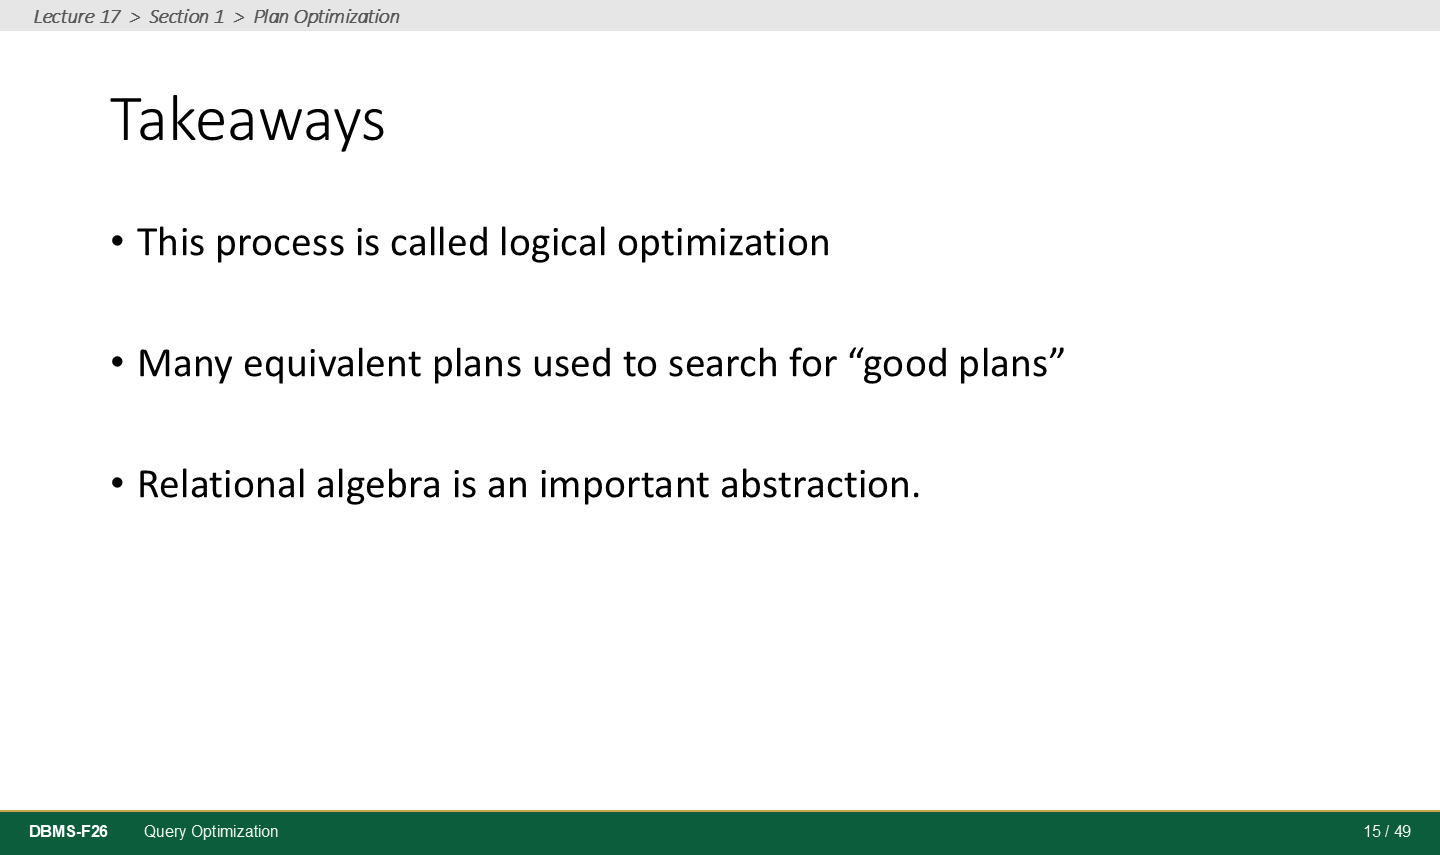 Lecture 17 > Section 1 > Plan Optimization
Takeaways
• This process is called logical optimization
• Many equivalent plans used to search for “good plans”
• Relational algebra is an important abstraction.
DBMS-F26 Query Optimization 15 / 49